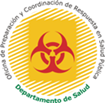 Oficina de Preparación y Coordinación de Respuesta en Salud Pública
Departamento de Salud